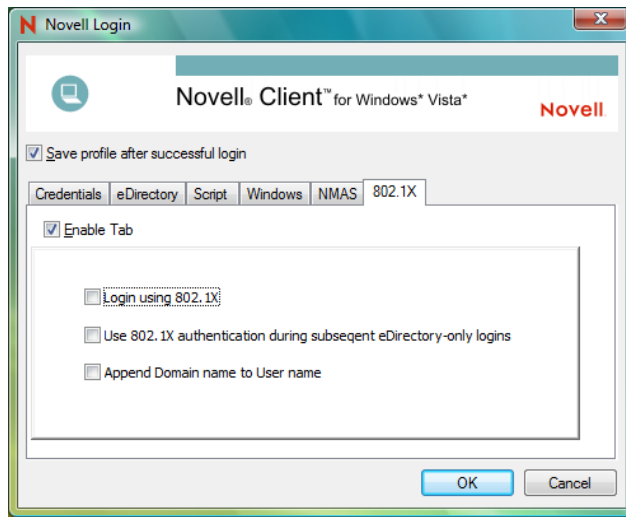 Novell Login
Novell® Client™ for Windows* Vista*
Novell.
Save profile after successful login
Credentials eDirectory Script Windows NMAS 802.1X
Enable Tab
Login using 802.1X
Use 802.1X authentication during subseqent eDirectory-only logins
Append Domain name to User name
OK Cancel